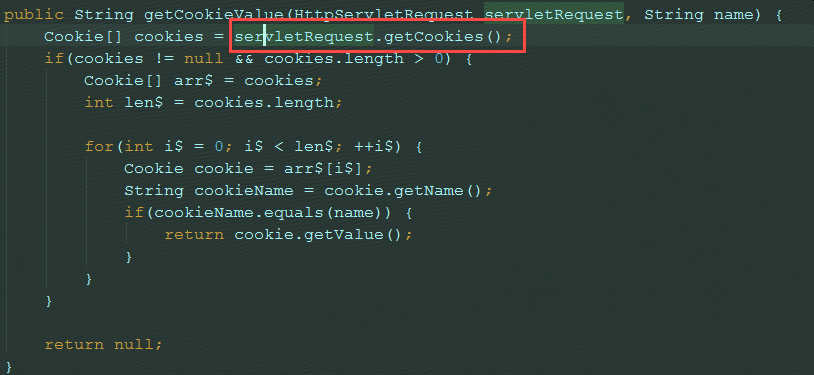 public String getCookieValue(HttpServletRequest servletRequest, String name) {
    Cookie[] cookies = servletRequest.getCookies();
    if(cookies != null && cookies.length > 0) {
        Cookie[] arr$ = cookies;
        int len$ = cookies.length;

        for(int i$ = 0; i$ < len$; ++i$) {
            Cookie cookie = arr$[i$];
            String cookieName = cookie.getName();
            if(cookieName.equals(name)) {
                return cookie.getValue();
            }
        }
    }

    return null;
}